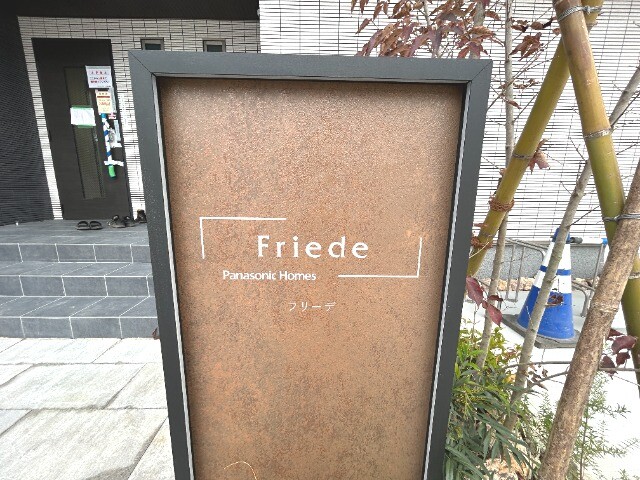 Friede
Panasonic Homes
フリーデ